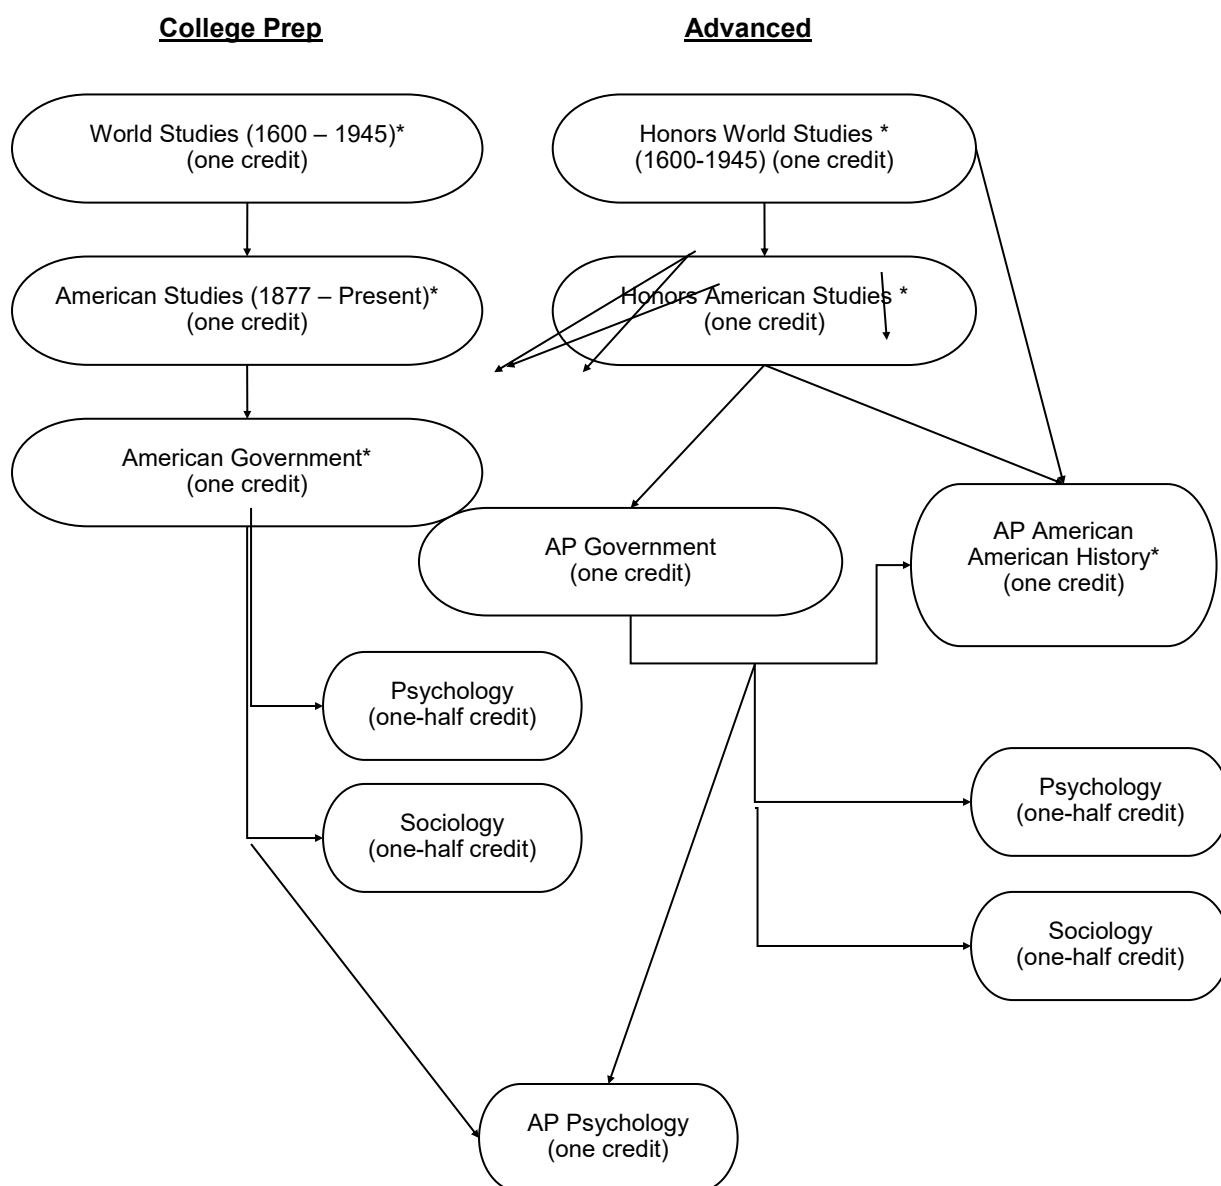 College Prep
Advanced
World Studies (1600 – 1945)*
(one credit)
Honors World Studies *
(1600-1945) (one credit)
American Studies (1877 – Present)*
(one credit)
Honors American Studies *
(one credit)
American Government*
(one credit)
AP Government
(one credit)
AP American
American History*
(one credit)
Psychology
(one-half credit)
Sociology
(one-half credit)
Psychology
(one-half credit)
Sociology
(one-half credit)
AP Psychology
(one credit)